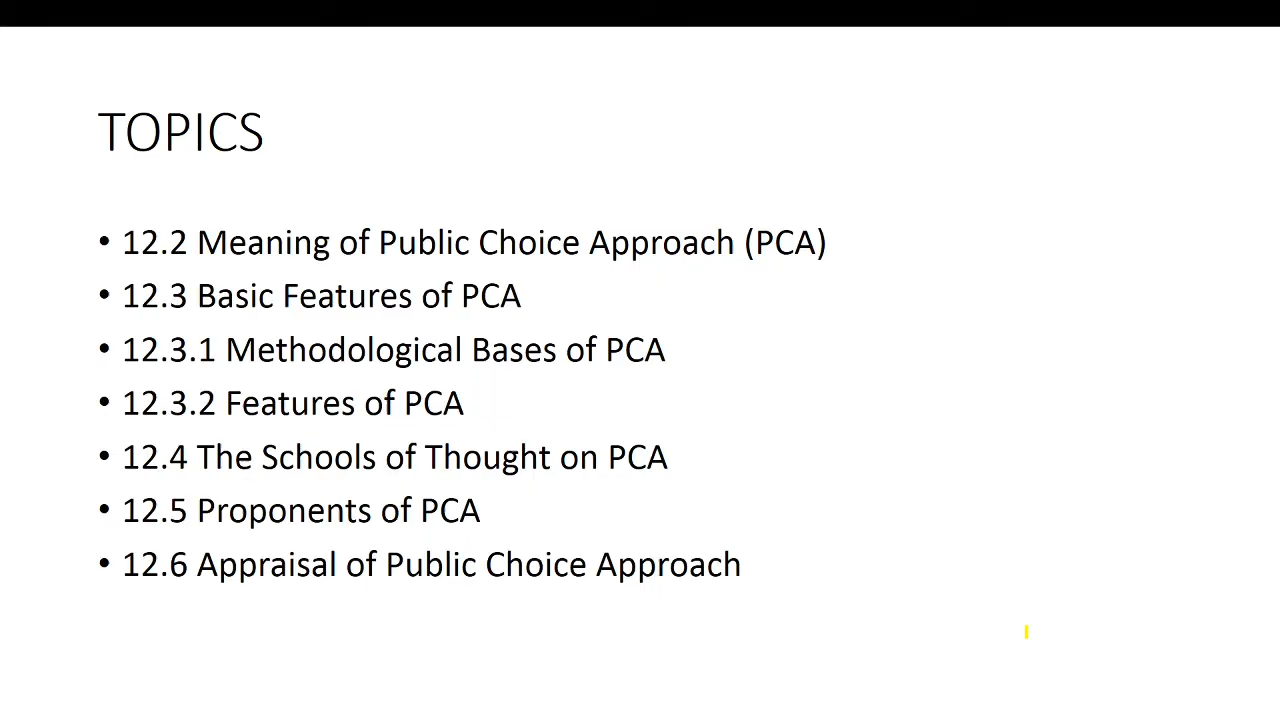 TOPICS
• 12.2 Meaning of Public Choice Approach (PCA)
• 12.3 Basic Features of PCA
• 12.3.1 Methodological Bases of PCA
• 12.3.2 Features of PCA
• 12.4 The Schools of Thought on PCA
• 12.5 Proponents of PCA
• 12.6 Appraisal of Public Choice Approach